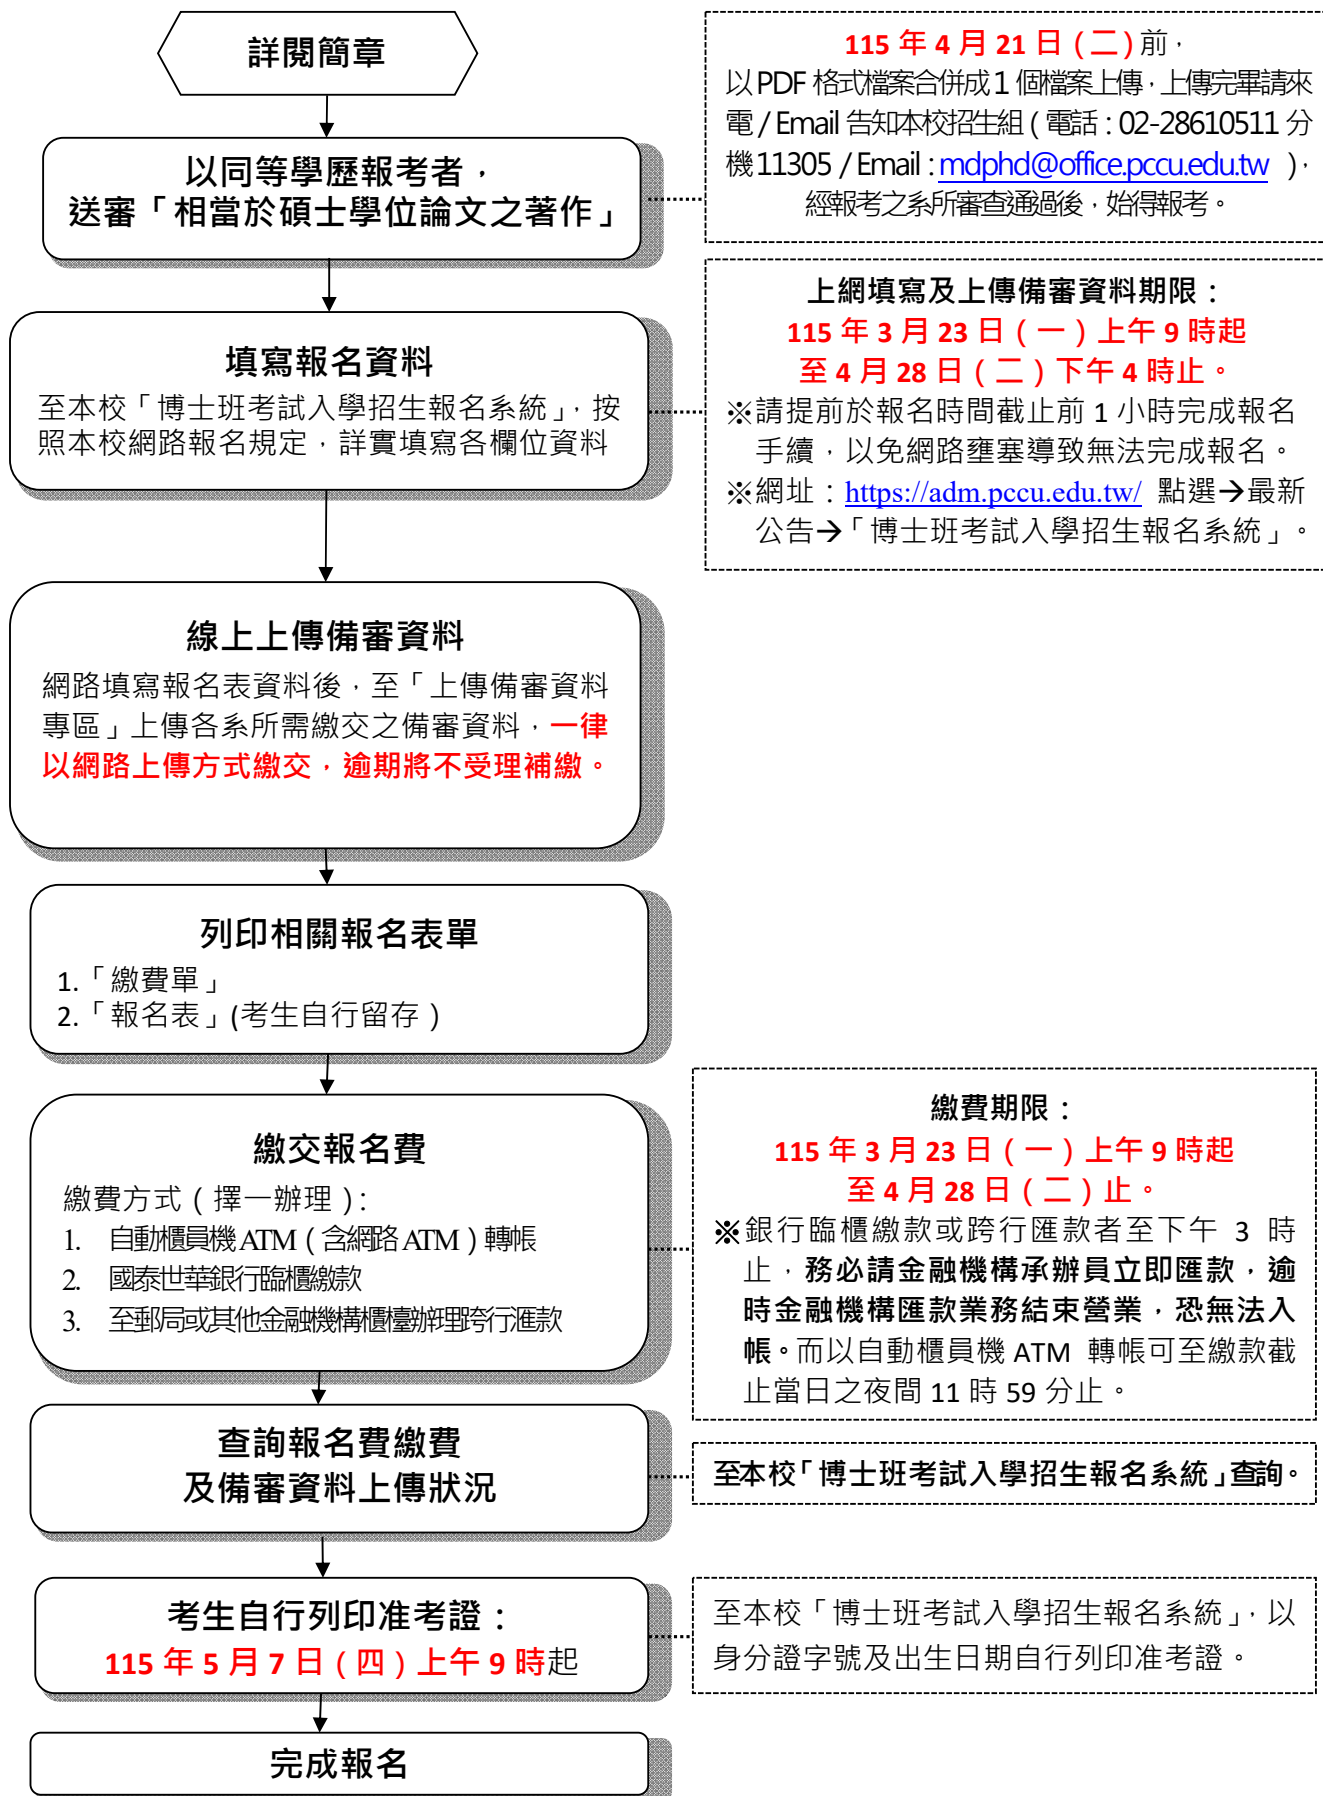 詳閱簡章
115 年 4 月 21 日（二）前，
以 PDF 格式檔案合併成 1 個檔案上傳，上傳完畢請來
電 / Email 告知本校招生組（電話：02-28610511 分
機 11305 / Email：mdphd@office.pccu.edu.tw ），
經報考之系所審查通過後，始得報考。
以同等學歷報考者，
送審「相當於碩士學位論文之著作」
填寫報名資料
至本校「博士班考試入學招生報名系統」，按
照本校網路報名規定，詳實填寫各欄位資料
上網填寫及上傳備審資料期限：
115 年 3 月 23 日（一）上午 9 時起
至 4 月 28 日（二）下午 4 時止。
※請提前於報名時間截止前 1 小時完成報名
手續，以免網路壅塞導致無法完成報名。
※網址：https://adm.pccu.edu.tw/ 點選→最新
公告→「博士班考試入學招生報名系統」。
線上上傳備審資料
網路填寫報名表資料後，至「上傳備審資料
專區」上傳各系所需繳交之備審資料，一律
以網路上傳方式繳交，逾期將不受理補繳。
列印相關報名表單
1.「繳費單」
2.「報名表」(考生自行留存）
繳交報名費
繳費方式（擇一辦理）：
1. 自動櫃員機 ATM（含網路 ATM）轉帳
2. 國泰世華銀行臨櫃繳款
3. 至郵局或其他金融機構櫃檯辦理跨行匯款
繳費期限：
115 年 3 月 23 日（一）上午 9 時起
至 4 月 28 日（二）止。
※銀行臨櫃繳款或跨行匯款者至下午 3 時
止，務必請金融機構承辦員立即匯款，逾
時金融機構匯款業務結束營業，恐無法入
帳。而以自動櫃員機 ATM 轉帳可至繳款截
止當日之夜間 11 時 59 分止。
查詢報名費繳費
及備審資料上傳狀況
至本校「博士班考試入學招生報名系統」查詢。
考生自行列印准考證：
115 年 5 月 7 日（四）上午 9 時起
至本校「博士班考試入學招生報名系統」，以
身分證字號及出生日期自行列印准考證。
完成報名